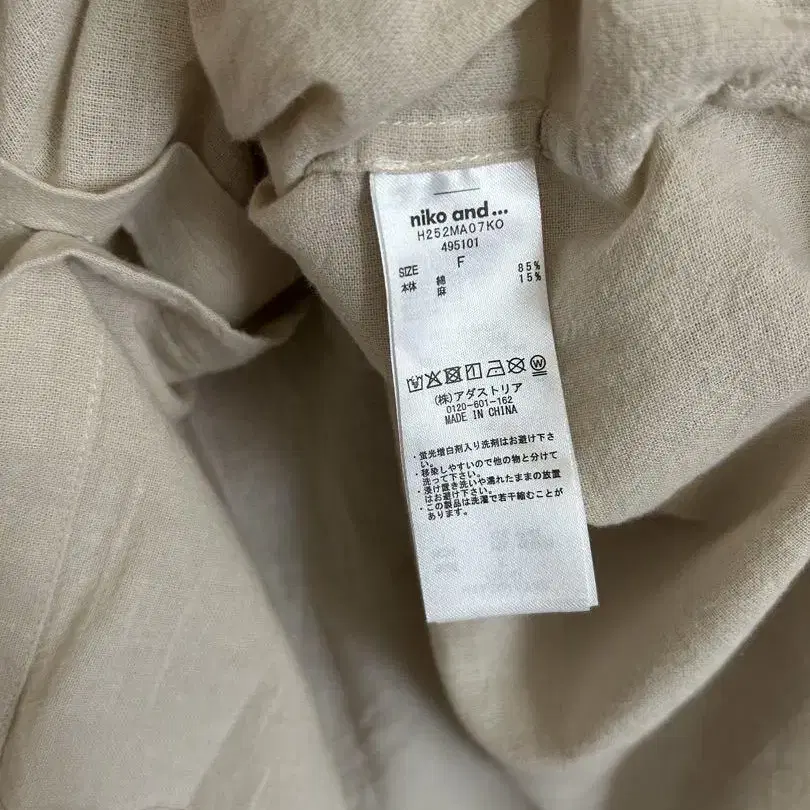 niko and...
H252MA07KO
495101
SIZE F
本体 綿 85%
麻 15%
W
(株)アダストリア
0120-601-162
MADE IN CHINA
・蛍光増白剤入り洗剤はお避け下さ
い。
・移染しやすいので他の物と分けて
洗って下さい。
・浸け置き洗いや濡れたままの放置
はお避け下さい。
・この製品は洗濯で若干縮むことが
あります。